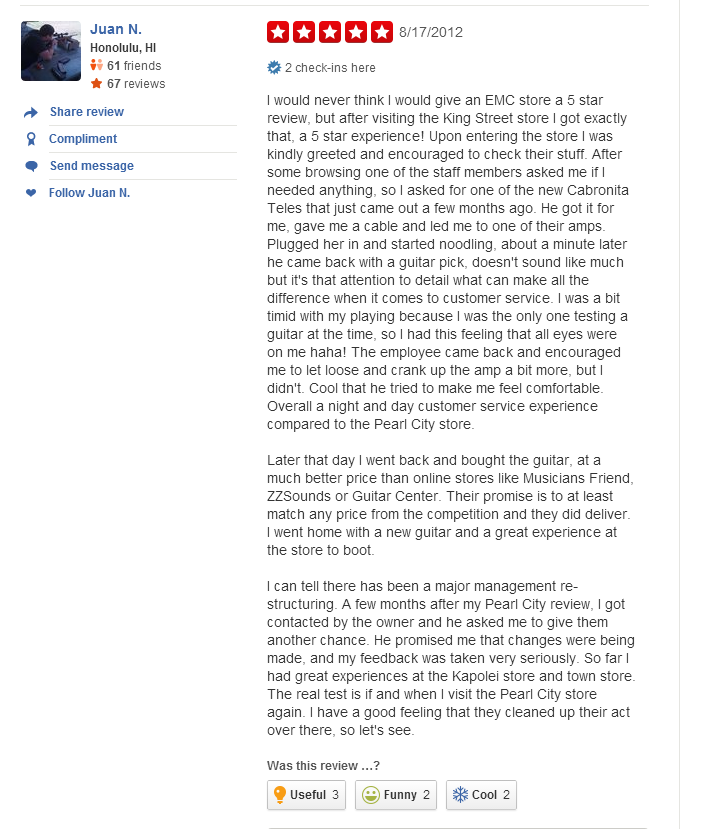 Juan N.
Honolulu, HI
61 friends
67 reviews
Share review
Compliment
Send message
Follow Juan N.
8/17/2012
2 check-ins here
I would never think I would give an EMC store a 5 star
review, but after visiting the King Street store I got exactly
that, a 5 star experience! Upon entering the store I was
kindly greeted and encouraged to check their stuff. After
some browsing one of the staff members asked me if I
needed anything, so I asked for one of the new Cabronita
Teles that just came out a few months ago. He got it for
me, gave me a cable and led me to one of their amps.
Plugged her in and started noodling, about a minute later
he came back with a guitar pick, doesn't sound like much
but it's that attention to detail what can make all the
difference when it comes to customer service. I was a bit
timid with my playing because I was the only one testing a
guitar at the time, so I had this feeling that all eyes were
on me haha! The employee came back and encouraged
me to let loose and crank up the amp a bit more, but I
didn't. Cool that he tried to make me feel comfortable.
Overall a night and day customer service experience
compared to the Pearl City store.
Later that day I went back and bought the guitar, at a
much better price than online stores like Musicians Friend,
ZZSounds or Guitar Center. Their promise is to at least
match any price from the competition and they did deliver.
I went home with a new guitar and a great experience at
the store to boot.
I can tell there has been a major management re-
structuring. A few months after my Pearl City review, I got
contacted by the owner and he asked me to give them
another chance. He promised me that changes were being
made, and my feedback was taken very seriously. So far I
had great experiences at the Kapolei store and town store.
The real test is if and when I visit the Pearl City store
again. I have a good feeling that they cleaned up their act
over there, so let's see.
Was this review ...?
Useful 3 Funny 2 Cool 2